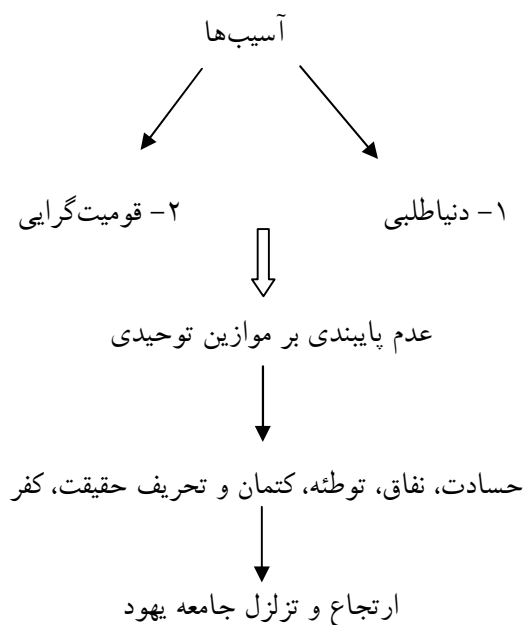 آسیب‌ها
۱- دنیاطلبی
۲- قومیت‌گرایی
عدم پایبندی بر موازین توحیدی
حسادت، نفاق، توطئه، کتمان و تحریف حقیقت، کفر
ارتجاع و تزلزل جامعه یهود